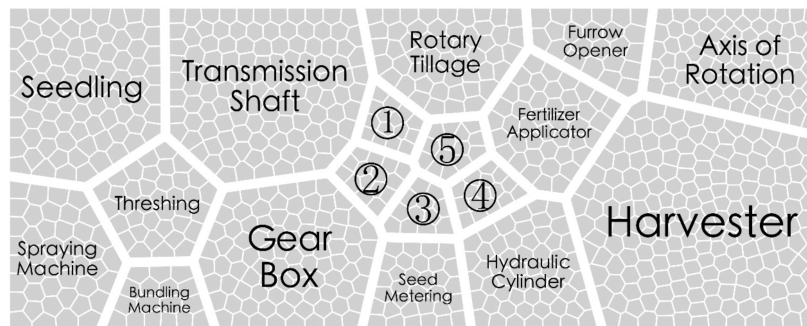 Seedling
Transmission
Shaft
Rotary
Tillage
Furrow
Opener
Axis of
Rotation
Fertilizer
Applicator
①
⑤
②
④
③
Threshing
Harvester
Gear
Box
Spraying
Machine
Bundling
Machine
Seed
Metering
Hydraulic
Cylinder